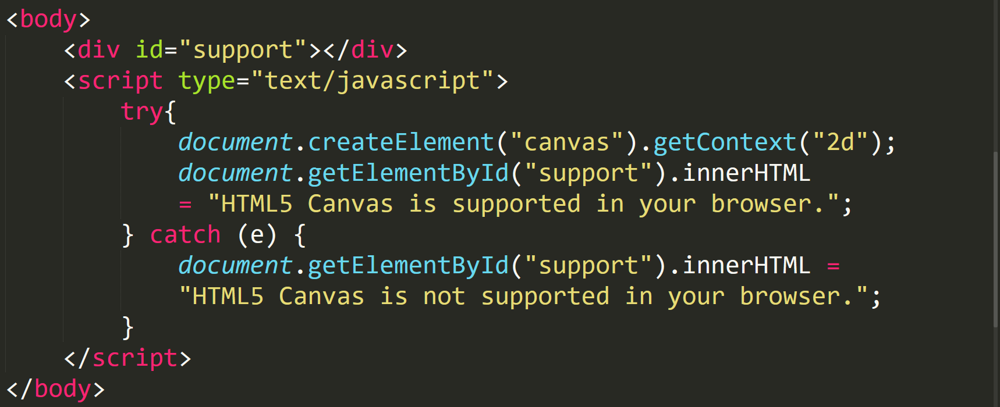 <body>
    <div id="support"></div>
    <script type="text/javascript">
        try{
            document.createElement("canvas").getContext("2d");
            document.getElementById("support").innerHTML
            = "HTML5 Canvas is supported in your browser.";
        } catch (e) {
            document.getElementById("support").innerHTML =
            "HTML5 Canvas is not supported in your browser.";
        }
    </script>
</body>